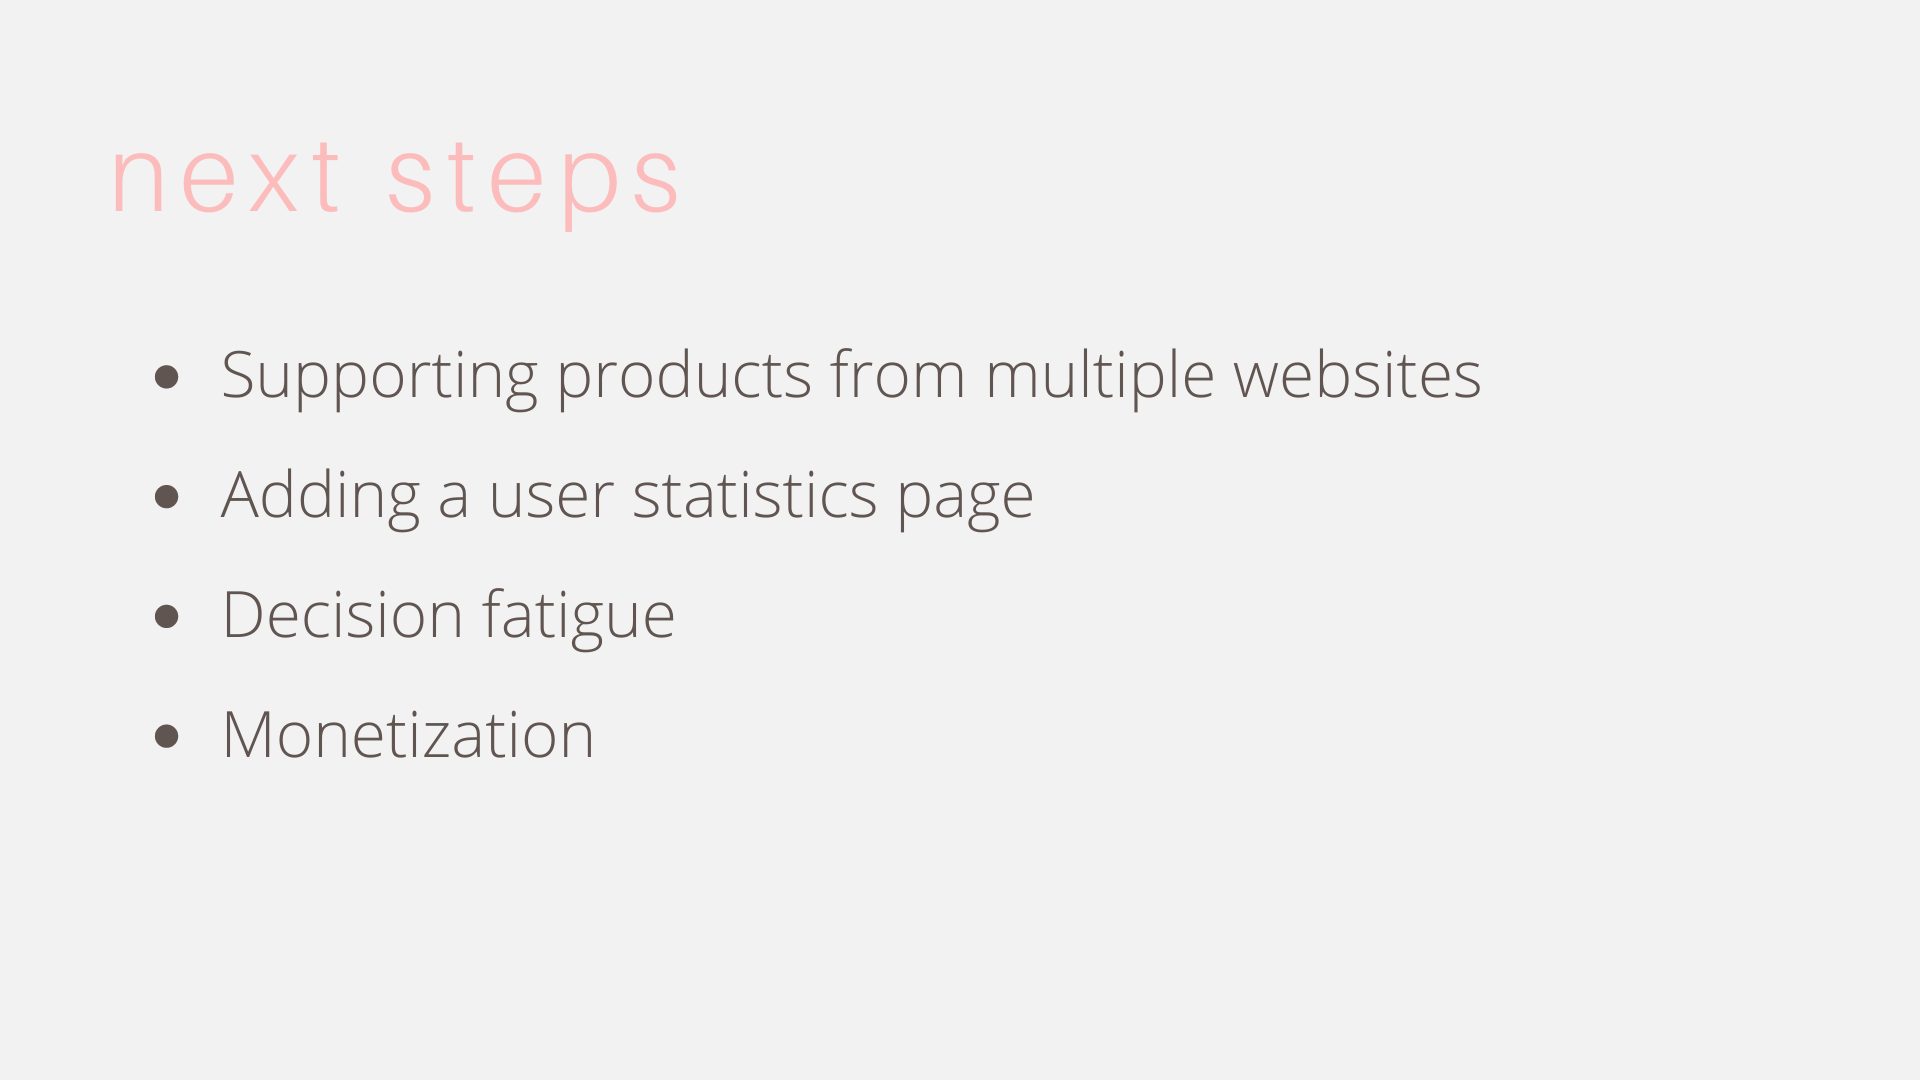 next steps
• Supporting products from multiple websites
• Adding a user statistics page
• Decision fatigue
• Monetization